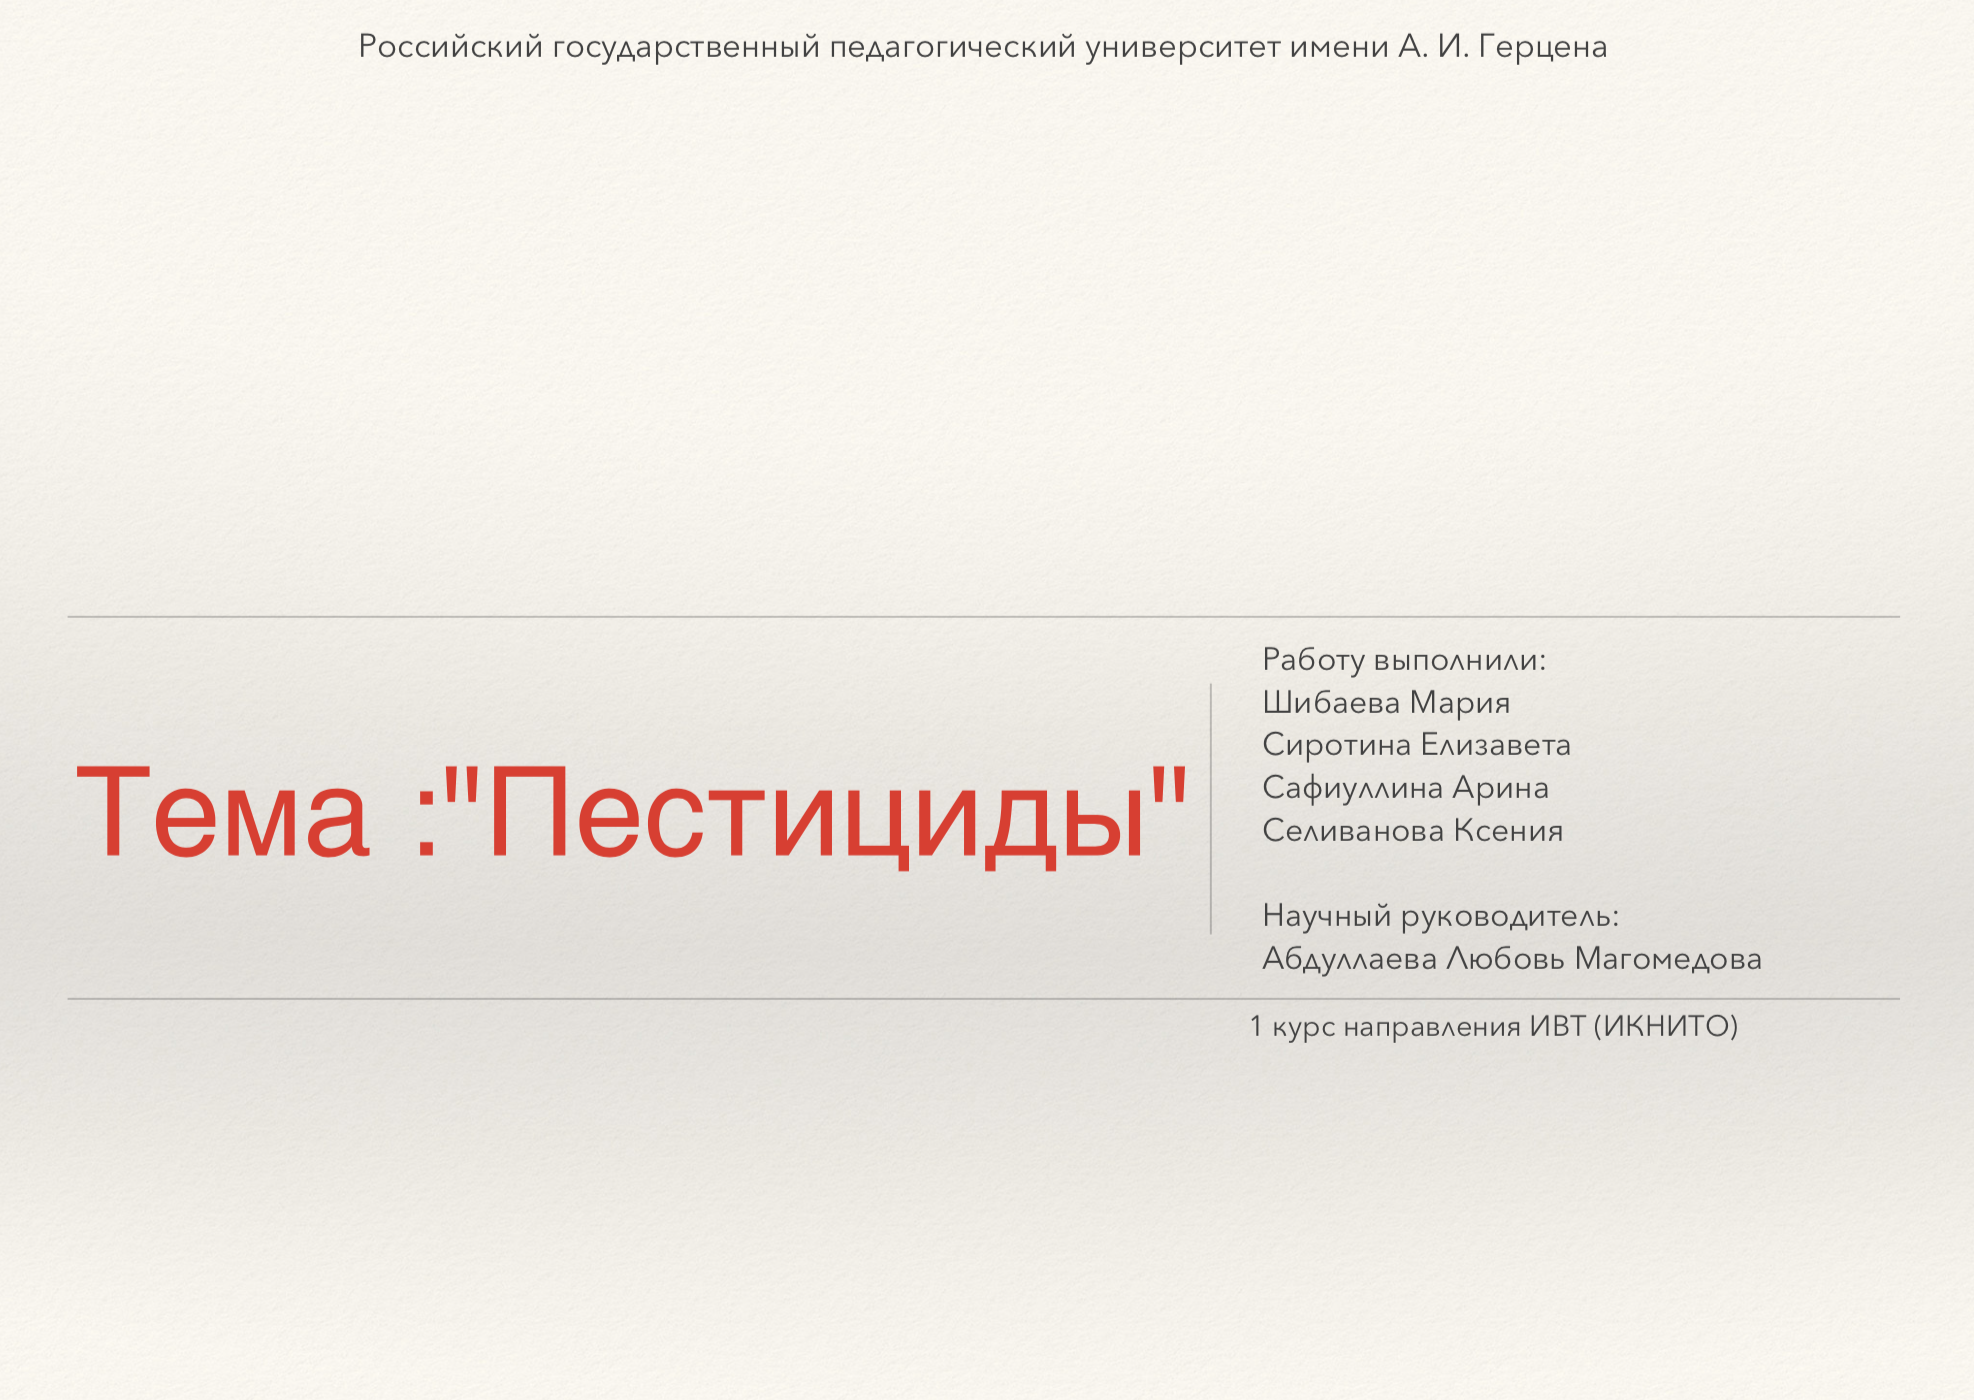 Российский государственный педагогический университет имени А. И. Герцена
Тема :"Пестициды"
Работу выполнили:
Шибаева Мария
Сиротина Елизавета
Сафиуллина Арина
Селиванова Ксения
Научный руководитель:
Абдуллаева Любовь Магомедова
1 курс направления ИВТ (ИКНИТО)